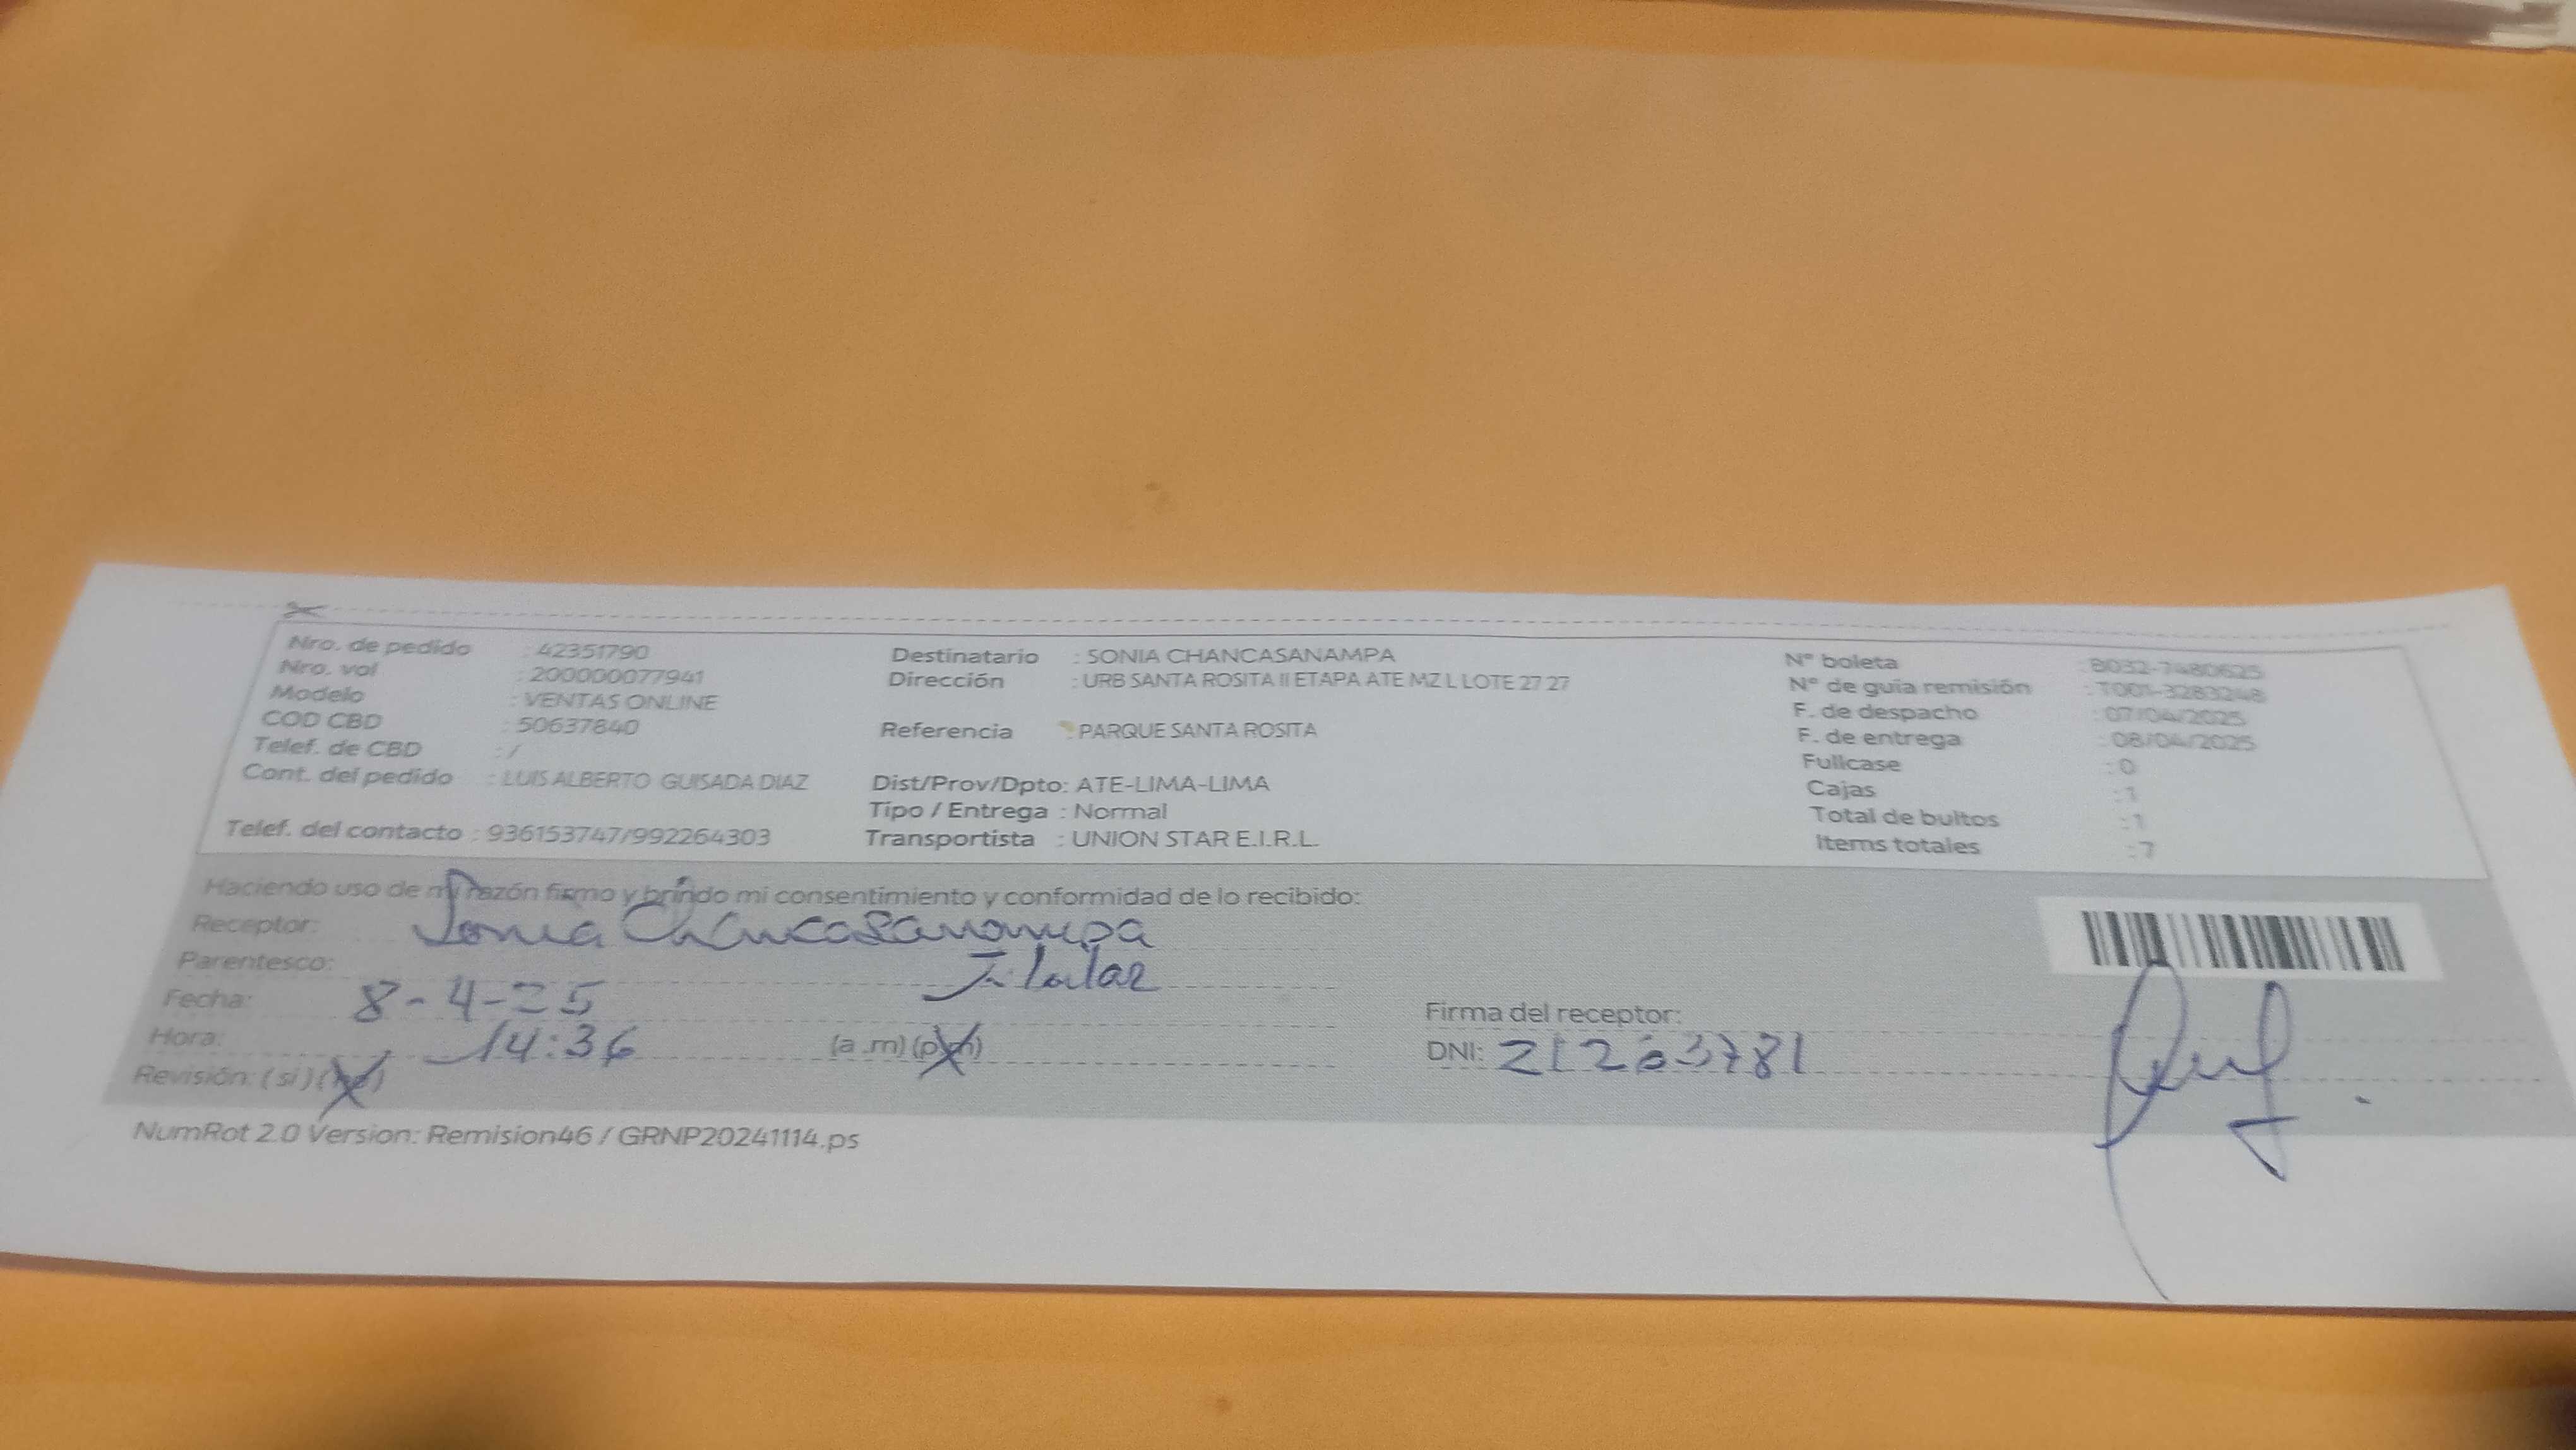 Nro. de pedido : 42351790
Nro. vol : 200000077941
Modelo : VENTAS ONLINE
COD CBD : 50637840
Telef. de CBD : /
Cont. del pedido : LUIS ALBERTO GUISADA DIAZ
Telef. del contacto : 936153747/992264303
Destinatario : SONIA CHANCASANAMPA
Dirección : URB SANTA ROSITA II ETAPA ATE MZ L LOTE 27 27
Referencia : PARQUE SANTA ROSITA
Dist/Prov/Dpto: ATE-LIMA-LIMA
Tipo / Entrega : Normal
Transportista : UNION STAR E.I.R.L.
N° boleta : B032-7480625
N° de guia remisión : T001-3283248
F. de despacho : 07/04/2025
F. de entrega : 08/04/2025
Fullcase : 0
Cajas : 1
Total de bultos : 1
Items totales : 7
Haciendo uso de mi razón firmo y brindo mi consentimiento y conformidad de lo recibido:
Receptor: Sonia Chancasanampa
Parentesco: Titular
Fecha: 8-4-25
Hora: 14:36 (a .m) (p.m)
Revisión: (si) (no)
Firma del receptor:
DNI: 21263781
NumRot 2.0 Version: Remision46 / GRNP20241114.ps